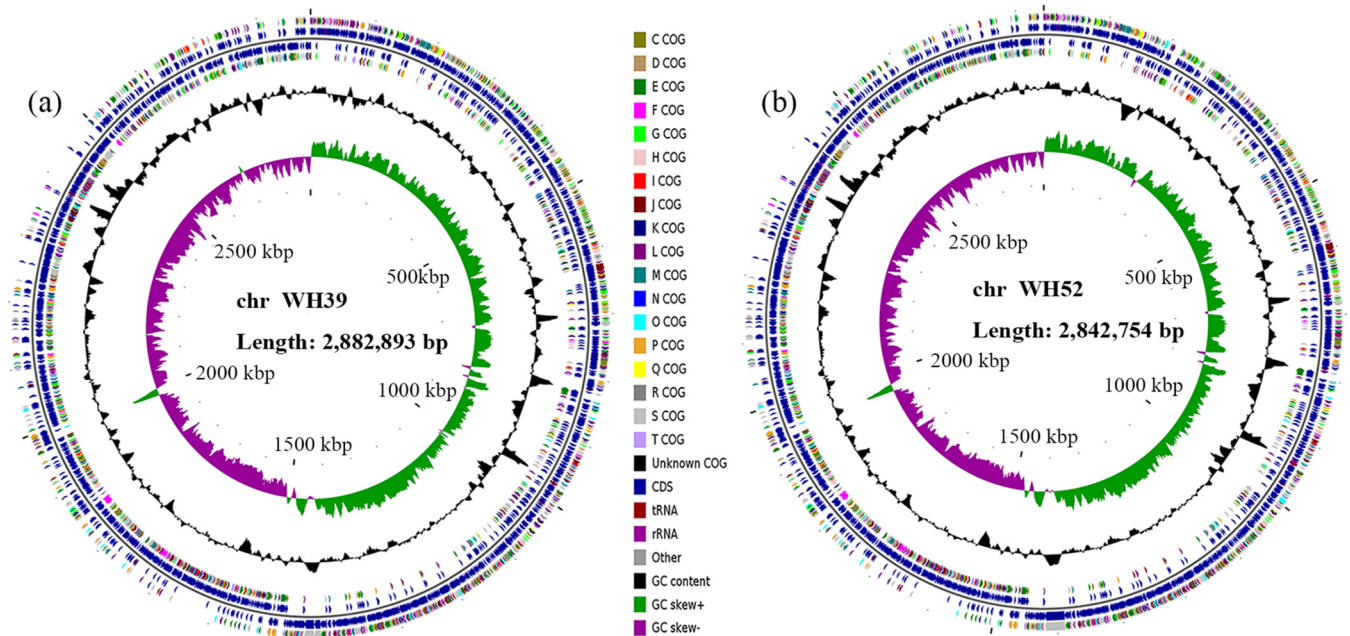 (a)
500kbp
1000 kbp
1500 kbp
2000 kbp
2500 kbp
chr WH39
Length: 2,882,893 bp
C COG
D COG
E COG
F COG
G COG
H COG
I COG
J COG
K COG
L COG
M COG
N COG
O COG
P COG
Q COG
R COG
S COG
T COG
Unknown COG
CDS
tRNA
rRNA
Other
GC content
GC skew+
GC skew-
(b)
500 kbp
1000 kbp
1500 kbp
2000 kbp
2500 kbp
chr WH52
Length: 2,842,754 bp